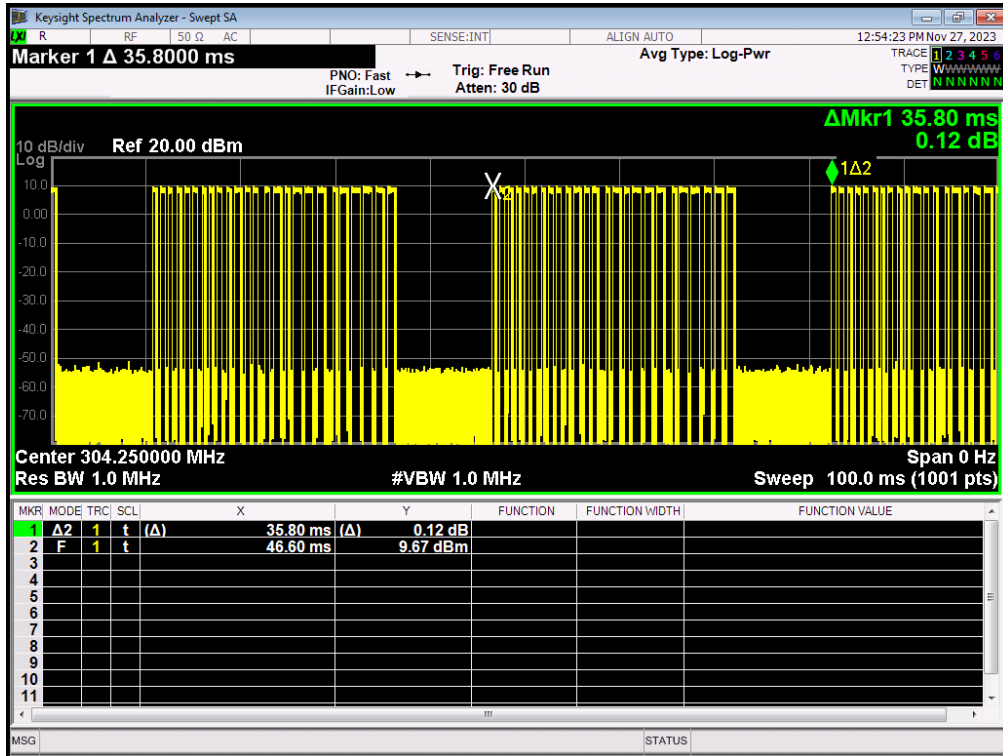 Keysight Spectrum Analyzer - Swept SA
LXI R RF 50 Ω AC SENSE:INT ALIGN AUTO 12:54:23 PM Nov 27, 2023
Marker 1 Δ 35.8000 ms
PNO: Fast
IFGain:Low
Trig: Free Run
Atten: 30 dB
Avg Type: Log-Pwr
TRACE 1 2 3 4 5 6
TYPE WWWWWW
DET N N N N N N
ΔMkr1 35.80 ms
0.12 dB
10 dB/div Ref 20.00 dBm
Log
1Δ2
10.0
X2
0.00
-10.0
-20.0
-30.0
-40.0
-50.0
-60.0
-70.0
Center 304.250000 MHz Span 0 Hz
Res BW 1.0 MHz #VBW 1.0 MHz Sweep 100.0 ms (1001 pts)
MKR MODE TRC SCL X Y FUNCTION FUNCTION WIDTH FUNCTION VALUE
1 Δ2 1 t (Δ) 35.80 ms (Δ) 0.12 dB
2 F 1 t 46.60 ms 9.67 dBm
3
4
5
6
7
8
9
10
11
MSG STATUS